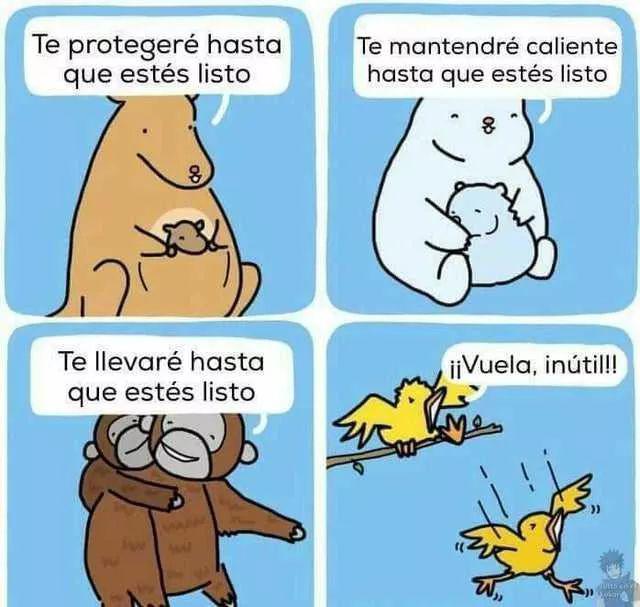 Te protegeré hasta
que estés listo
Te mantendré caliente
hasta que estés listo
Te llevaré hasta
que estés listo
¡¡Vuela, inútil!!